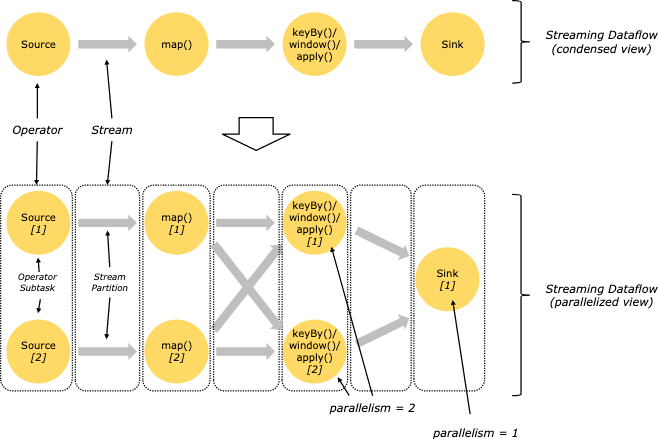 Source
map()
keyBy()/
window()/
apply()
Sink
Streaming Dataflow
(condensed view)
Operator
Stream
Source
[1]
map()
[1]
keyBy()/
window()/
apply()
[1]
Operator
Subtask
Stream
Partition
Sink
[1]
Streaming Dataflow
(parallelized view)
Source
[2]
map()
[2]
keyBy()/
window()/
apply()
[2]
parallelism = 2
parallelism = 1